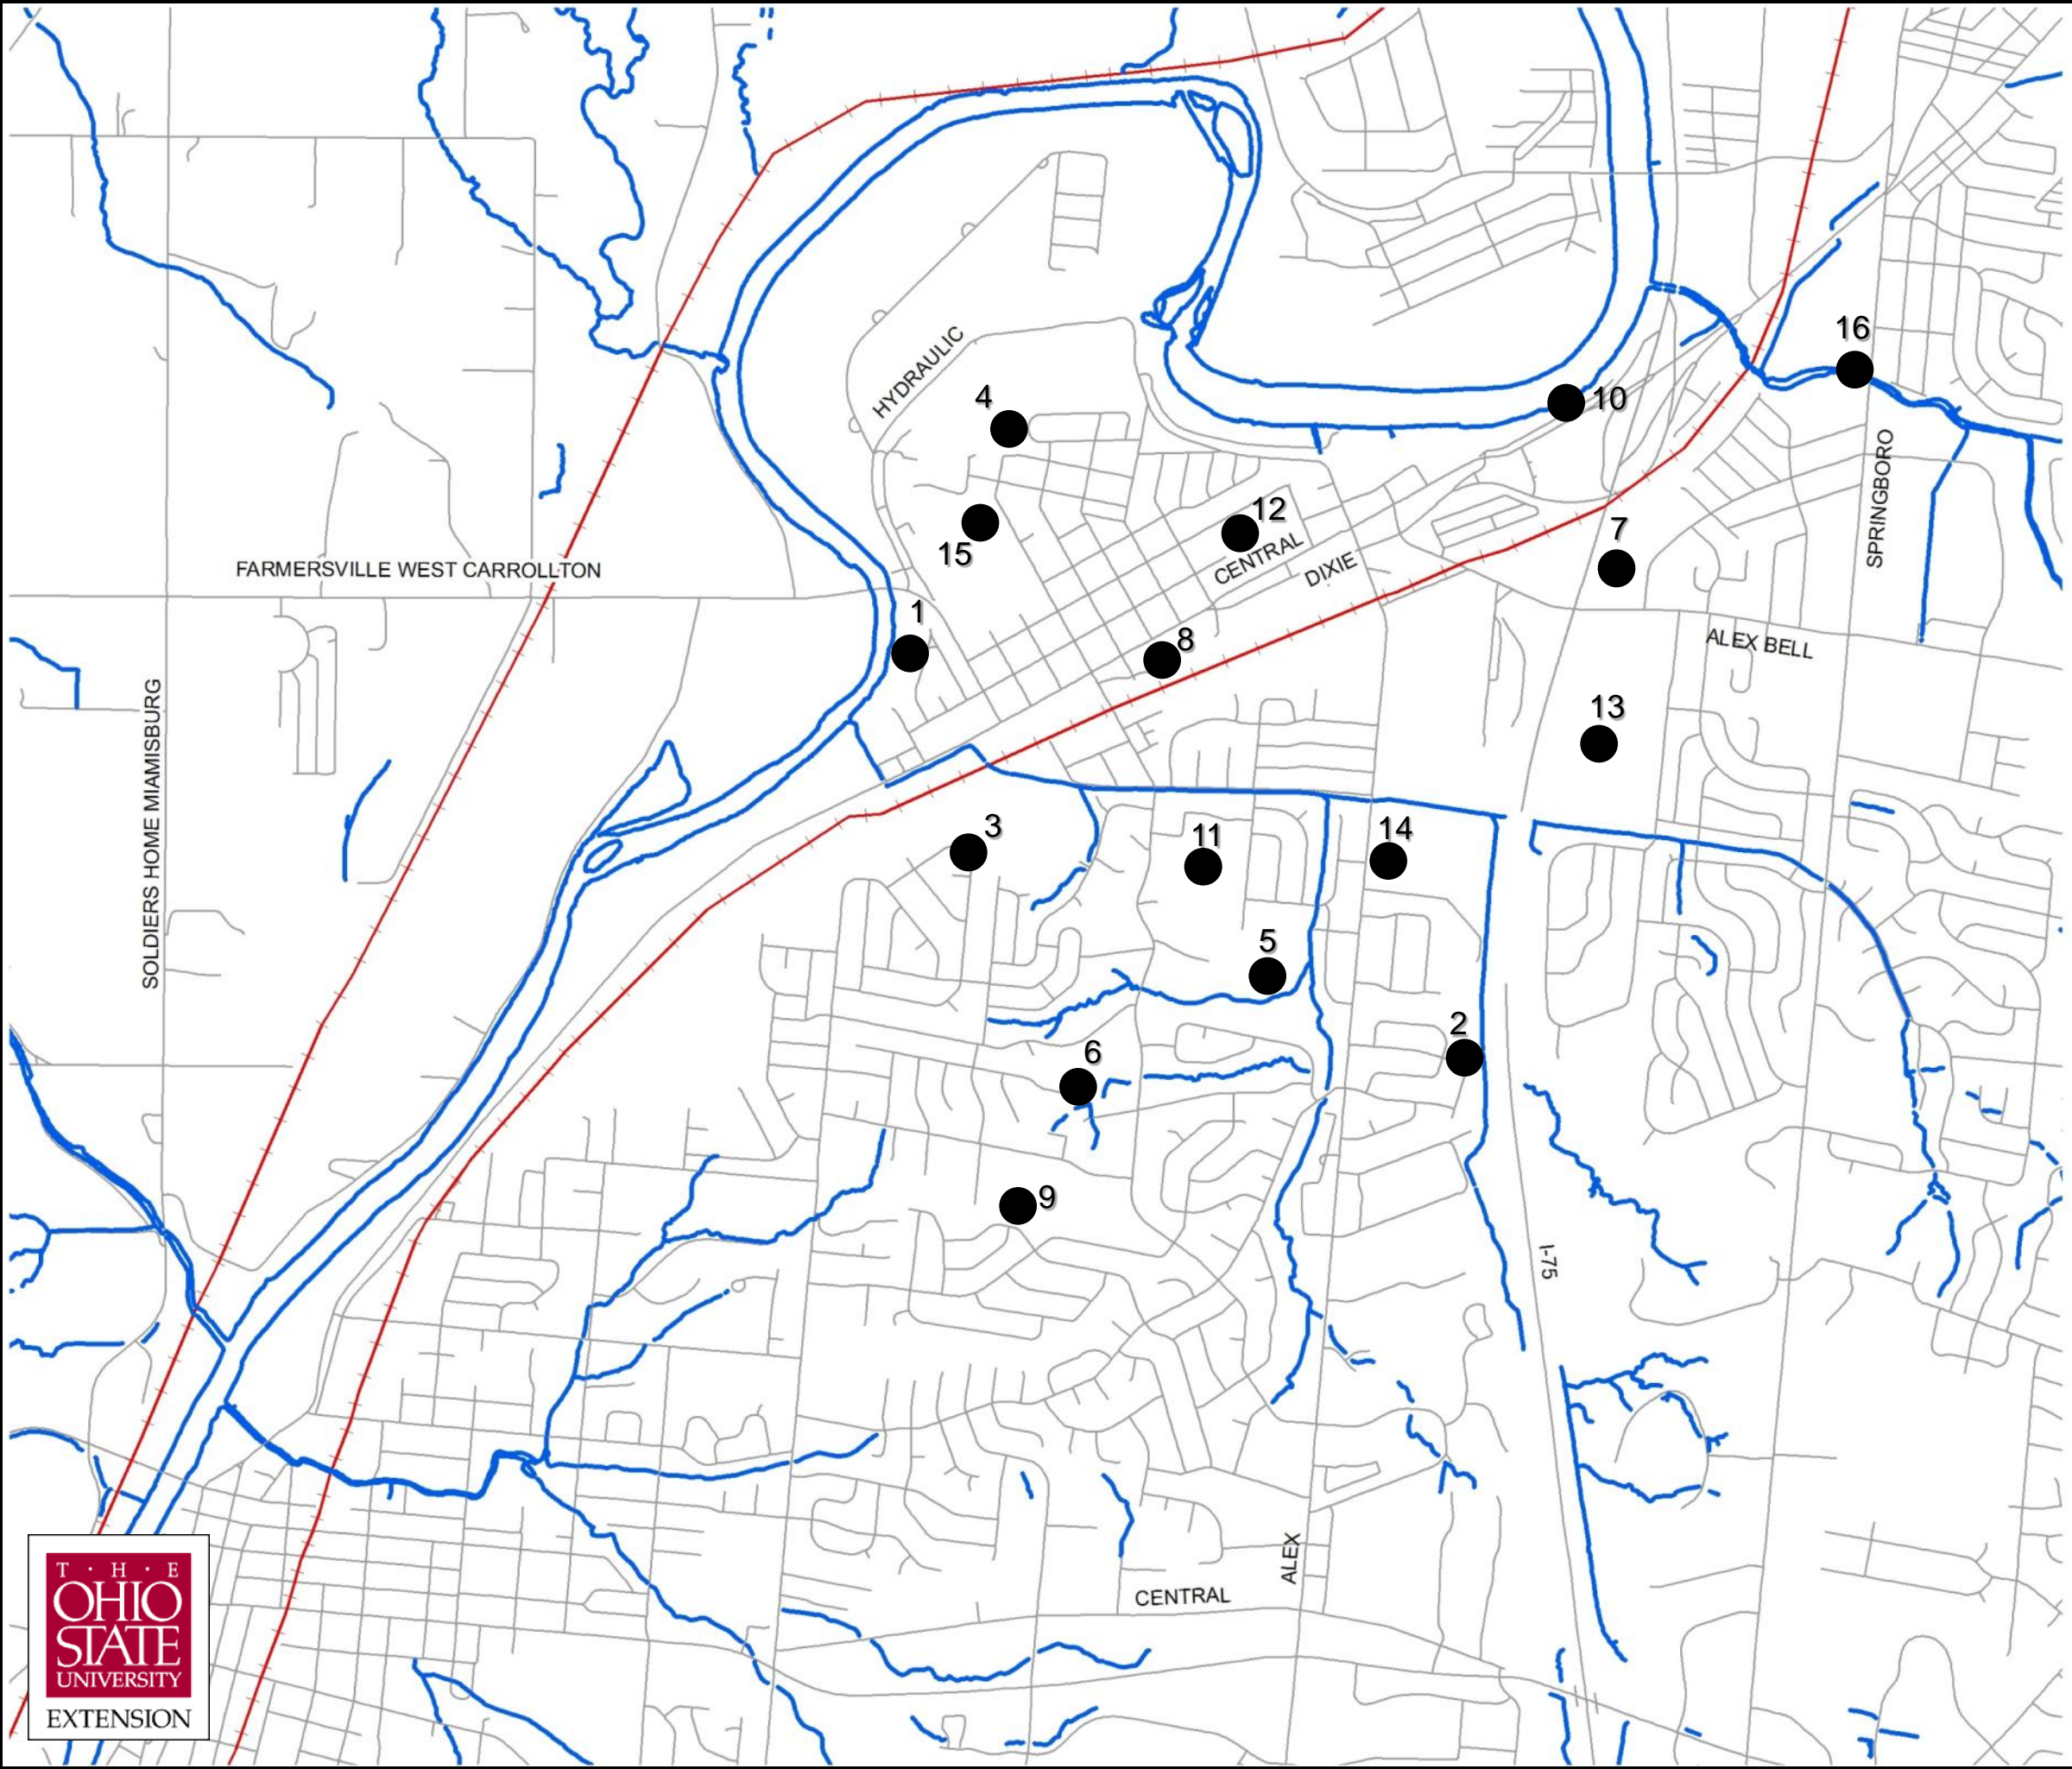 16
HYDRAULIC
4
10
SPRINGBORO
12
15
CENTRAL
7
DIXIE
FARMERSVILLE WEST CARROLLTON
1
8
ALEX BELL
SOLDIERS HOME MIAMISBURG
13
3
11
14
5
2
6
9
I-75
ALEX
CENTRAL
T · H · E
OHIO
STATE
UNIVERSITY
EXTENSION